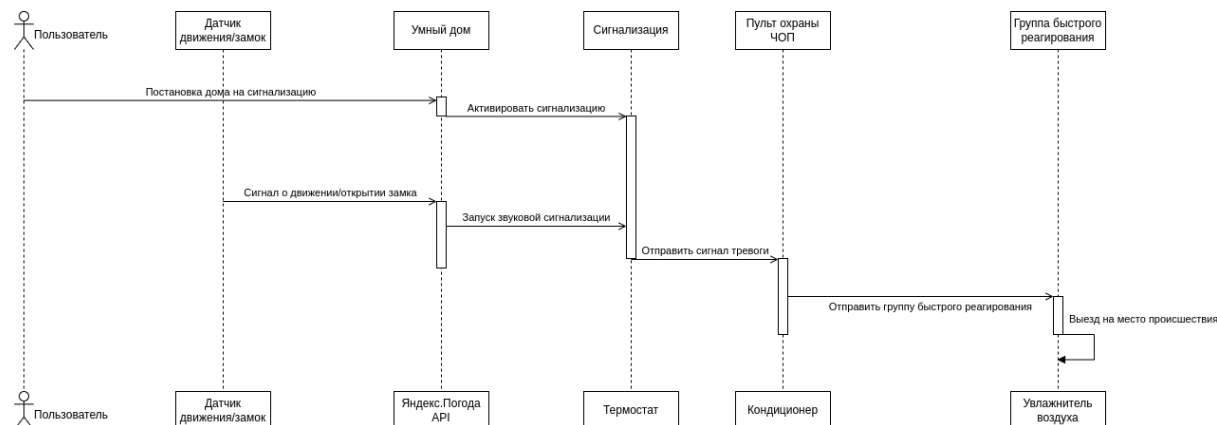 Пользователь
Датчик
движения/замок
Умный дом
Сигнализация
Пульт охраны
ЧОП
Группа быстрого
реагирования
Постановка дома на сигнализацию
Активировать сигнализацию
Сигнал о движении/открытии замка
Запуск звуковой сигнализации
Отправить сигнал тревоги
Отправить группу быстрого реагирования
Выезд на место происшествия
Пользователь
Датчик
движения/замок
Яндекс.Погода
API
Термостат
Кондиционер
Увлажнитель
воздуха